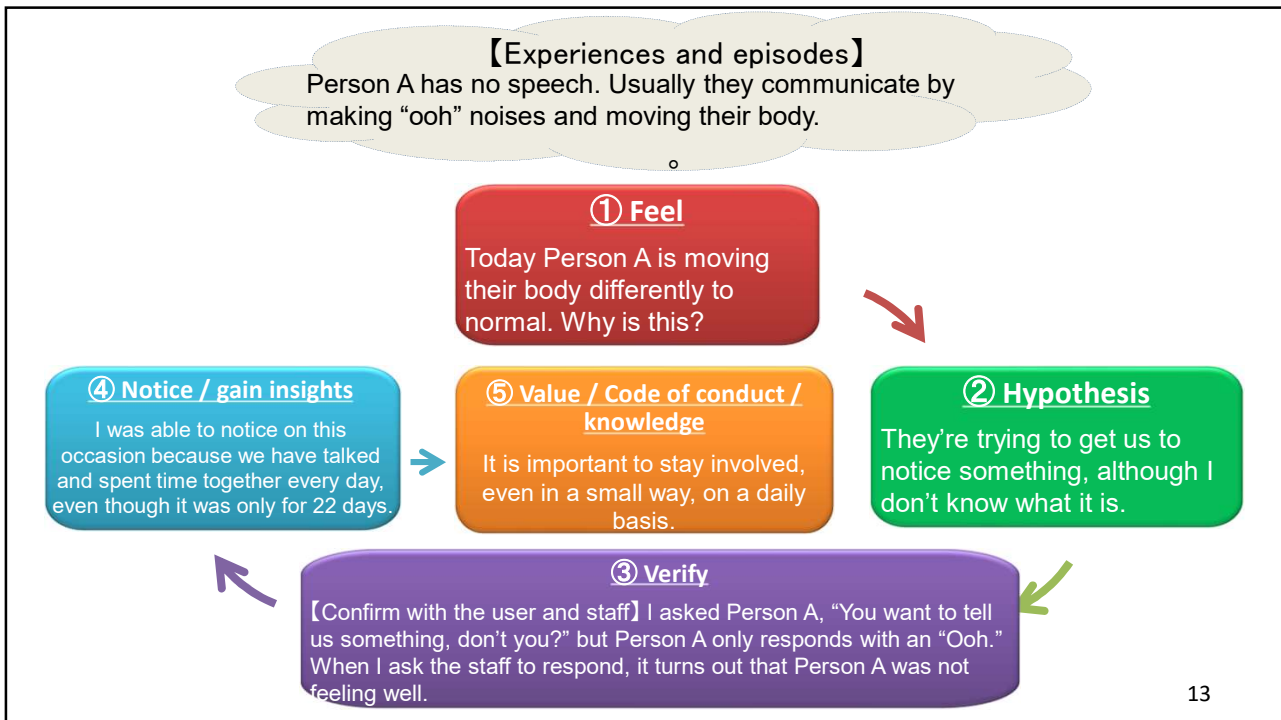 【Experiences and episodes】
Person A has no speech. Usually they communicate by
making “ooh” noises and moving their body.
。
① Feel
Today Person A is moving
their body differently to
normal. Why is this?
② Hypothesis
They’re trying to get us to
notice something, although I
don’t know what it is.
③ Verify
【Confirm with the user and staff】I asked Person A, “You want to tell
us something, don’t you?” but Person A only responds with an “Ooh.”
When I ask the staff to respond, it turns out that Person A was not
feeling well.
④ Notice / gain insights
I was able to notice on this
occasion because we have talked
and spent time together every day,
even though it was only for 22 days.
⑤ Value / Code of conduct /
knowledge
It is important to stay involved,
even in a small way, on a daily
basis.
13